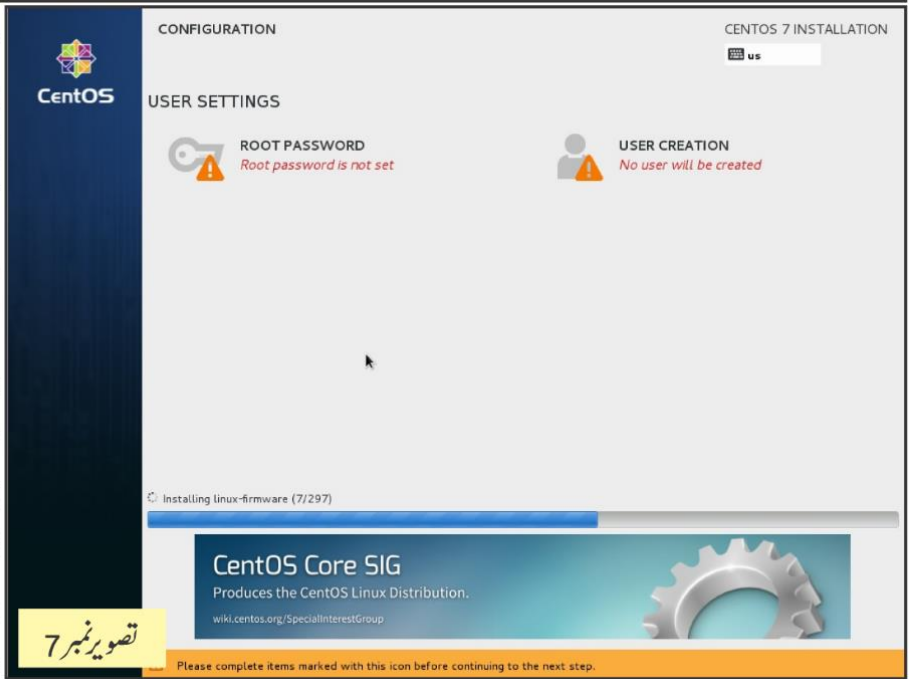 CONFIGURATION
CENTOS 7 INSTALLATION
us
CentOS
USER SETTINGS
ROOT PASSWORD
Root password is not set
USER CREATION
No user will be created
Installing linux-firmware (7/297)
CentOS Core SIG
Produces the CentOS Linux Distribution.
wiki.centos.org/SpecialInterestGroup
تصویر نمبر 7
Please complete items marked with this icon before continuing to the next step.